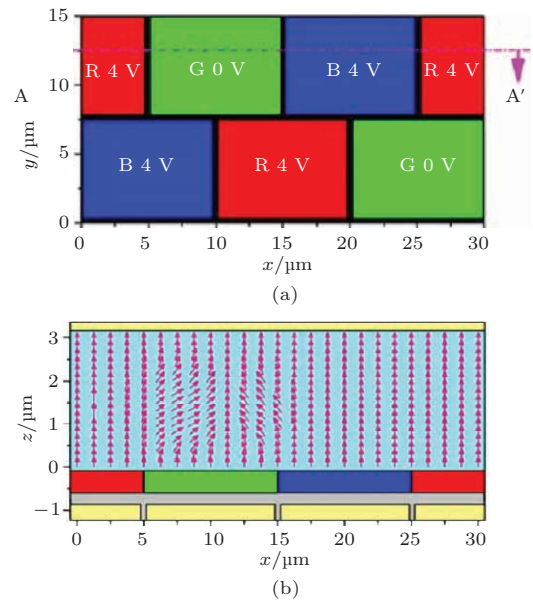 15
10
5
0
y/µm
A
R 4 V
G 0 V
B 4 V
R 4 V
A′
B 4 V
R 4 V
G 0 V
0 5 10 15 20 25 30
x/µm
(a)
3
2
1
0
−1
z/µm
0 5 10 15 20 25 30
x/µm
(b)